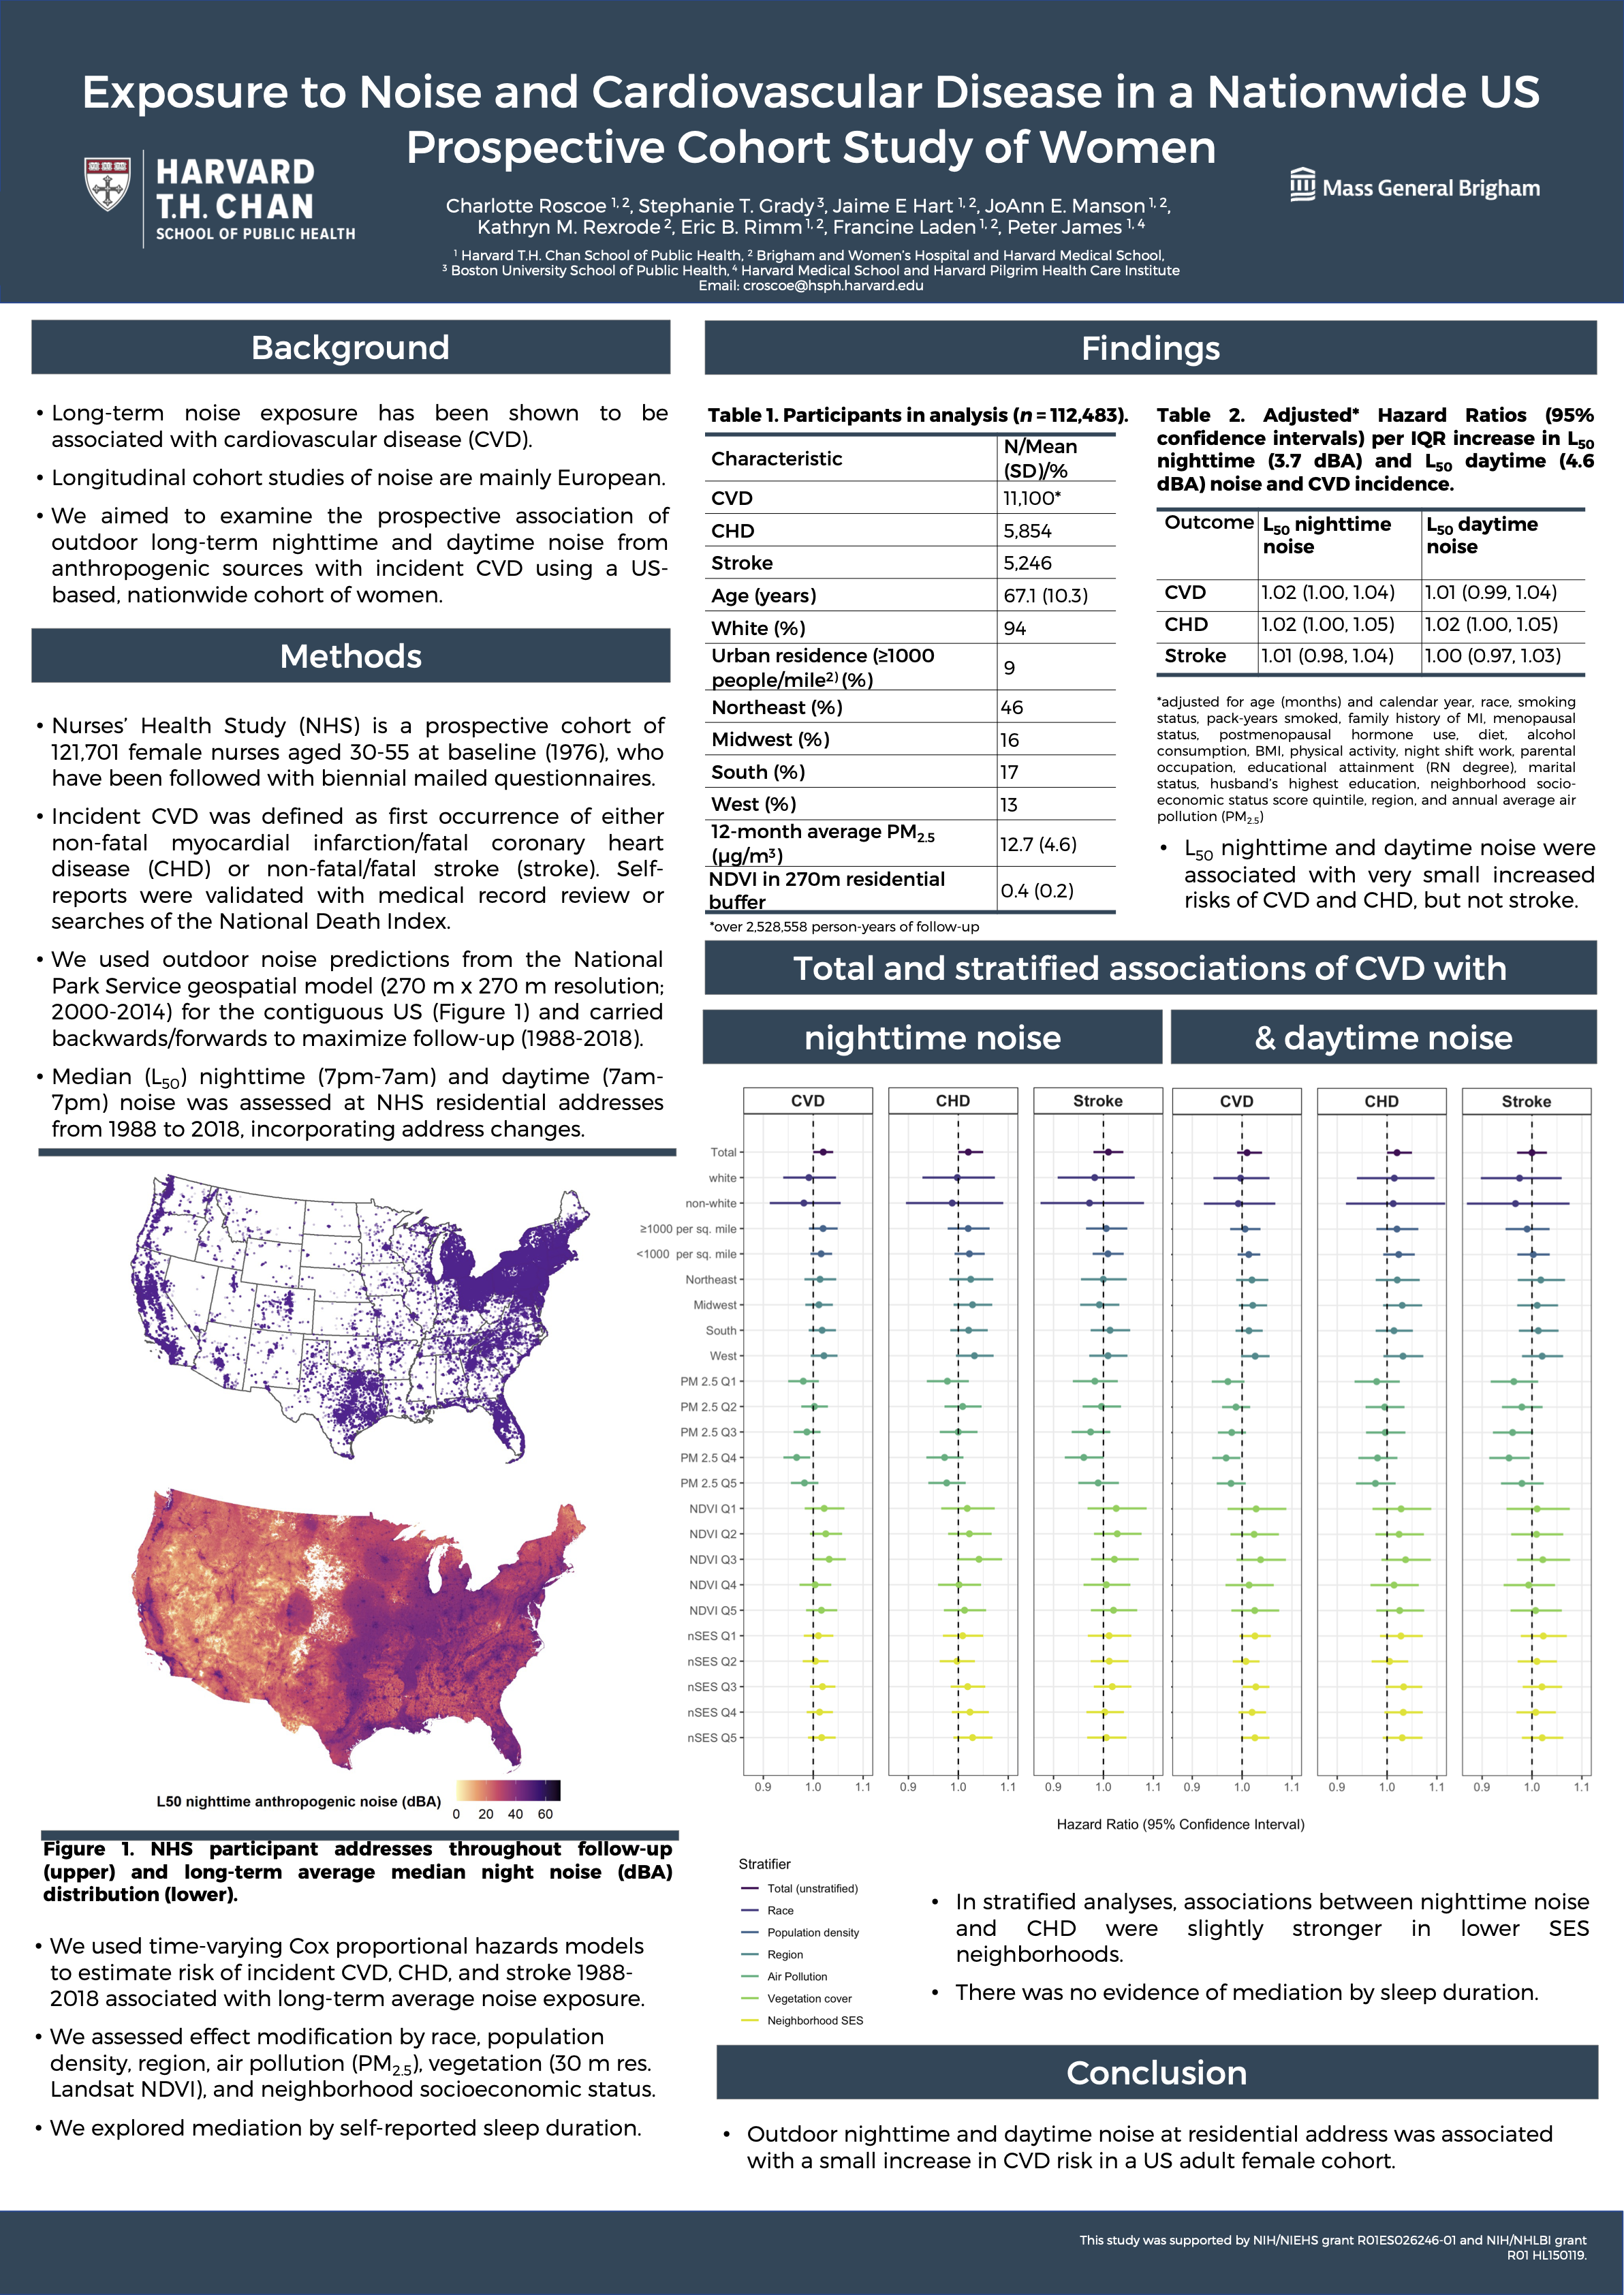 Exposure to Noise and Cardiovascular Disease in a Nationwide US
Prospective Cohort Study of Women
HARVARD
T.H. CHAN
SCHOOL OF PUBLIC HEALTH
Mass General Brigham
Charlotte Roscoe 1, 2, Stephanie T. Grady 3, Jaime E Hart 1, 2, JoAnn E. Manson 1, 2,
Kathryn M. Rexrode 2, Eric B. Rimm 1, 2, Francine Laden 1, 2, Peter James 1, 4
1 Harvard T.H. Chan School of Public Health, 2 Brigham and Women's Hospital and Harvard Medical School,
3 Boston University School of Public Health, 4 Harvard Medical School and Harvard Pilgrim Health Care Institute
Email: croscoe@hsph.harvard.edu
Background
• Long-term noise exposure has been shown to be
associated with cardiovascular disease (CVD).
• Longitudinal cohort studies of noise are mainly European.
• We aimed to examine the prospective association of
outdoor long-term nighttime and daytime noise from
anthropogenic sources with incident CVD using a US-
based, nationwide cohort of women.
Methods
• Nurses' Health Study (NHS) is a prospective cohort of
121,701 female nurses aged 30-55 at baseline (1976), who
have been followed with biennial mailed questionnaires.
• Incident CVD was defined as first occurrence of either
non-fatal myocardial infarction/fatal coronary heart
disease (CHD) or non-fatal/fatal stroke (stroke). Self-
reports were validated with medical record review or
searches of the National Death Index.
• We used outdoor noise predictions from the National
Park Service geospatial model (270 m x 270 m resolution;
2000-2014) for the contiguous US (Figure 1) and carried
backwards/forwards to maximize follow-up (1988-2018).
• Median (L50) nighttime (7pm-7am) and daytime (7am-
7pm) noise was assessed at NHS residential addresses
from 1988 to 2018, incorporating address changes.
L50 nighttime anthropogenic noise (dBA)
0 20 40 60
Figure 1. NHS participant addresses throughout follow-up
(upper) and long-term average median night noise (dBA)
distribution (lower).
• We used time-varying Cox proportional hazards models
to estimate risk of incident CVD, CHD, and stroke 1988-
2018 associated with long-term average noise exposure.
• We assessed effect modification by race, population
density, region, air pollution (PM2.5), vegetation (30 m res.
Landsat NDVI), and neighborhood socioeconomic status.
• We explored mediation by self-reported sleep duration.
Findings
Table 1. Participants in analysis (n = 112,483).
Characteristic N/Mean
(SD)/%
CVD 11,100*
CHD 5,854
Stroke 5,246
Age (years) 67.1 (10.3)
White (%) 94
Urban residence (≥1000
people/mile2) (%) 9
Northeast (%) 46
Midwest (%) 16
South (%) 17
West (%) 13
12-month average PM2.5
(µg/m3) 12.7 (4.6)
NDVI in 270m residential
buffer 0.4 (0.2)
*over 2,528,558 person-years of follow-up
Table 2. Adjusted* Hazard Ratios (95%
confidence intervals) per IQR increase in L50
nighttime (3.7 dBA) and L50 daytime (4.6
dBA) noise and CVD incidence.
Outcome L50 nighttime L50 daytime
noise noise
CVD 1.02 (1.00, 1.04) 1.01 (0.99, 1.04)
CHD 1.02 (1.00, 1.05) 1.02 (1.00, 1.05)
Stroke 1.01 (0.98, 1.04) 1.00 (0.97, 1.03)
*adjusted for age (months) and calendar year, race, smoking
status, pack-years smoked, family history of MI, menopausal
status, postmenopausal hormone use, diet, alcohol
consumption, BMI, physical activity, night shift work, parental
occupation, educational attainment (RN degree), marital
status, husband's highest education, neighborhood socio-
economic status score quintile, region, and annual average air
pollution (PM2.5)
• L50 nighttime and daytime noise were
associated with very small increased
risks of CVD and CHD, but not stroke.
Total and stratified associations of CVD with
nighttime noise & daytime noise
CVD CHD Stroke CVD CHD Stroke
Total
white
non-white
≥1000 per sq. mile
<1000 per sq. mile
Northeast
Midwest
South
West
PM 2.5 Q1
PM 2.5 Q2
PM 2.5 Q3
PM 2.5 Q4
PM 2.5 Q5
NDVI Q1
NDVI Q2
NDVI Q3
NDVI Q4
NDVI Q5
nSES Q1
nSES Q2
nSES Q3
nSES Q4
nSES Q5
0.9 1.0 1.1 0.9 1.0 1.1 0.9 1.0 1.1 0.9 1.0 1.1 0.9 1.0 1.1 0.9 1.0 1.1
Hazard Ratio (95% Confidence Interval)
Stratifier
Total (unstratified)
Race
Population density
Region
Air Pollution
Vegetation cover
Neighborhood SES
• In stratified analyses, associations between nighttime noise
and CHD were slightly stronger in lower SES
neighborhoods.
• There was no evidence of mediation by sleep duration.
Conclusion
• Outdoor nighttime and daytime noise at residential address was associated
with a small increase in CVD risk in a US adult female cohort.
This study was supported by NIH/NIEHS grant R01ES026246-01 and NIH/NHLBI grant
R01 HL150119.